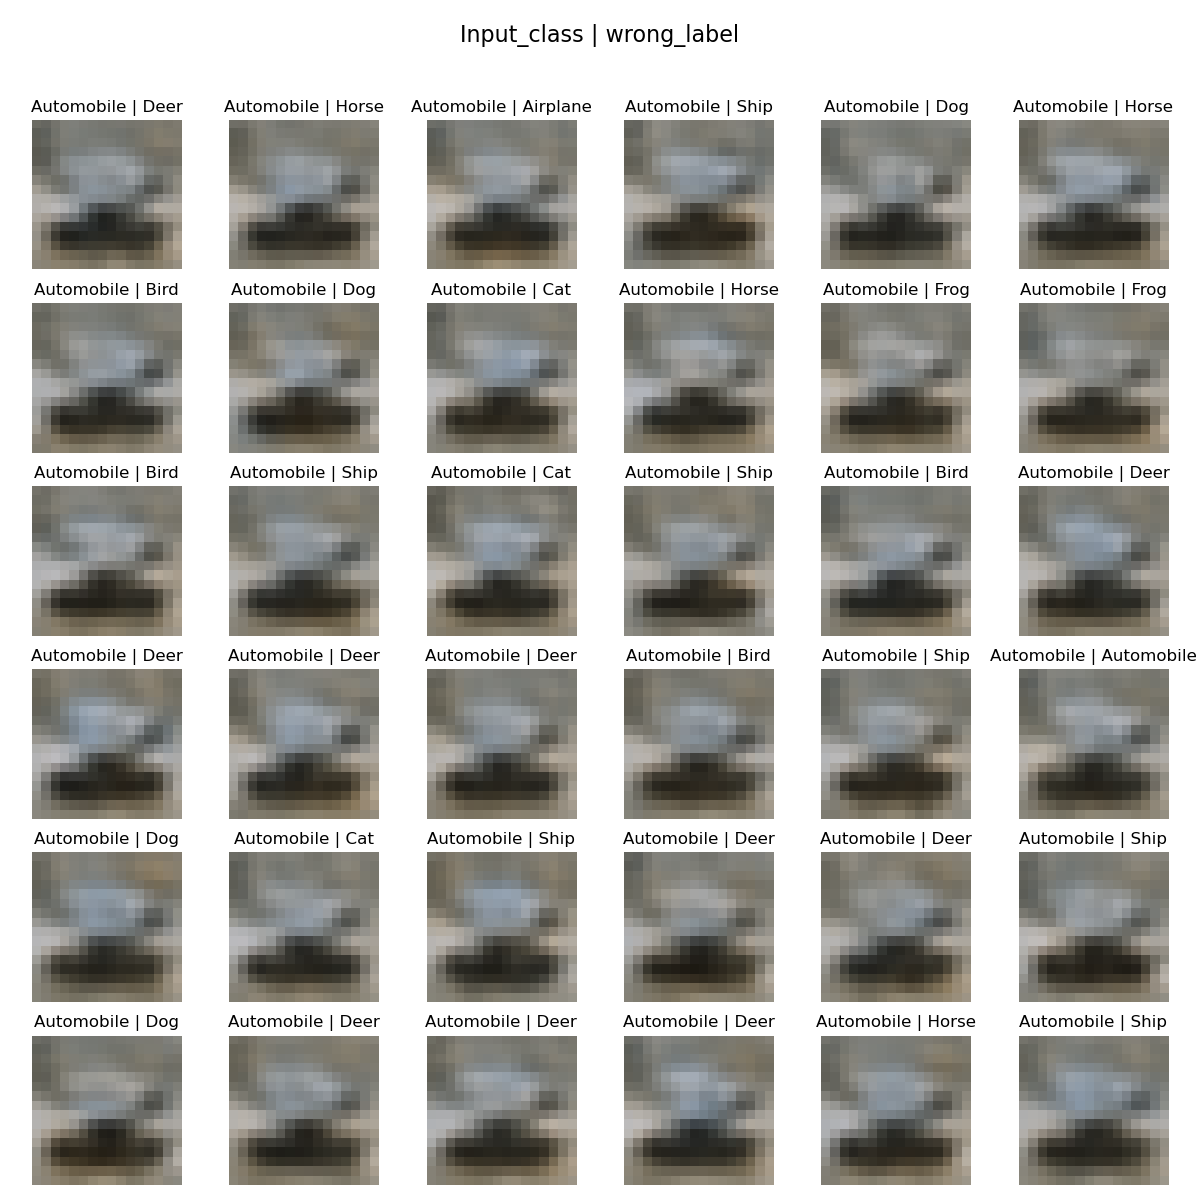 Input_class | wrong_label
Automobile | Deer Automobile | Horse Automobile | Airplane Automobile | Ship Automobile | Dog Automobile | Horse
Automobile | Bird Automobile | Dog Automobile | Cat Automobile | Horse Automobile | Frog Automobile | Frog
Automobile | Bird Automobile | Ship Automobile | Cat Automobile | Ship Automobile | Bird Automobile | Deer
Automobile | Deer Automobile | Deer Automobile | Deer Automobile | Bird Automobile | Ship Automobile | Automobile
Automobile | Dog Automobile | Cat Automobile | Ship Automobile | Deer Automobile | Deer Automobile | Ship
Automobile | Dog Automobile | Deer Automobile | Deer Automobile | Deer Automobile | Horse Automobile | Ship